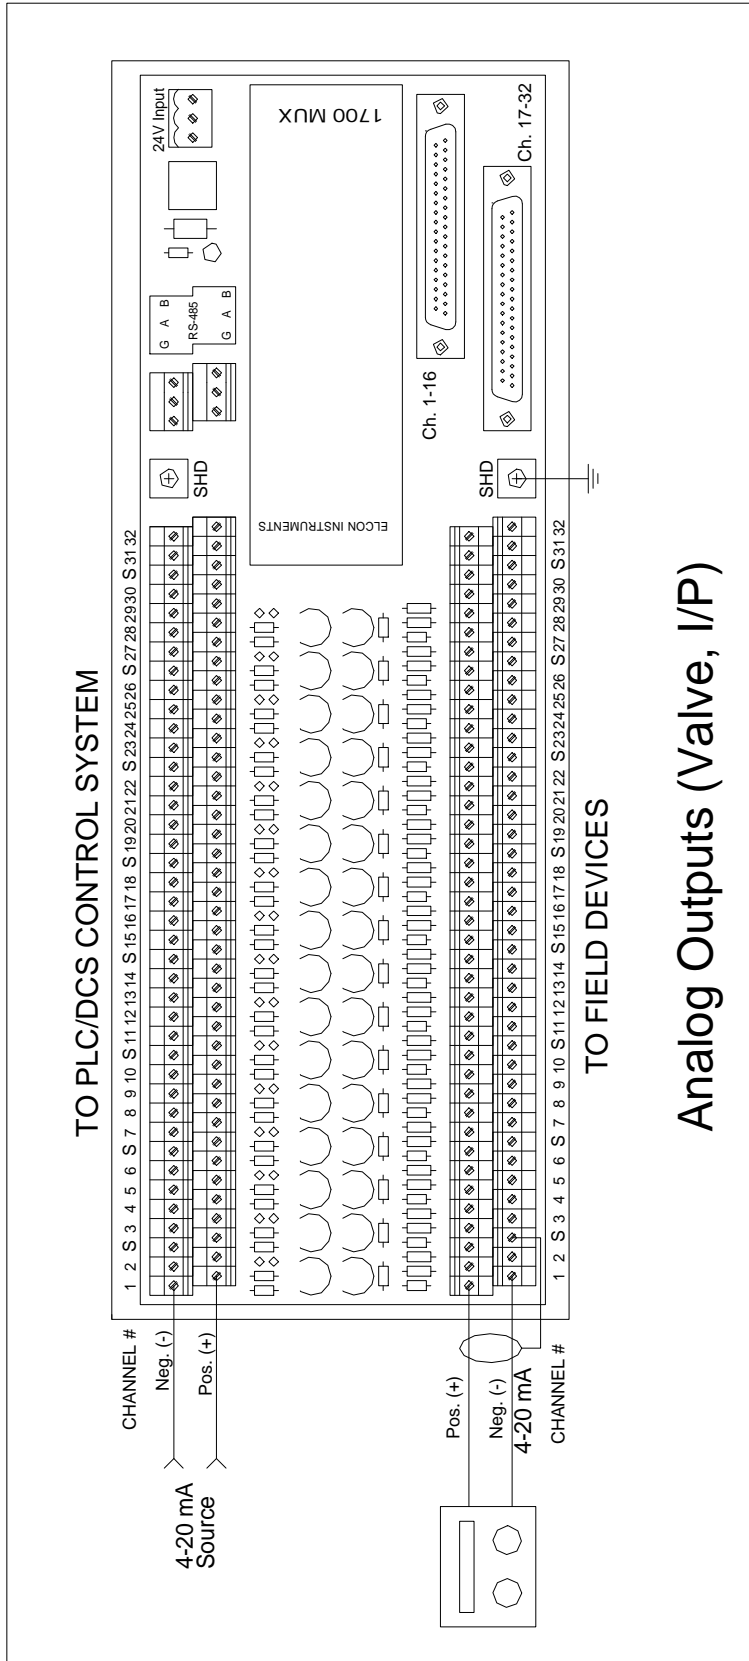 TO PLC/DCS CONTROL SYSTEM
CHANNEL #
1 2 S 3 4 5 6 S 7 8 9 10 S 11 12 13 14 S 15 16 17 18 S 19 20 21 22 S 23 24 25 26 S 27 28 29 30 S 31 32
Neg. (-)
Pos. (+)
4-20 mA
Source
SHD
G A B
RS-485
G A B
24V Input
ELCON INSTRUMENTS
1700 MUX
Ch. 1-16
Ch. 17-32
SHD
Pos. (+)
Neg. (-)
4-20 mA
CHANNEL #
1 2 S 3 4 5 6 S 7 8 9 10 S 11 12 13 14 S 15 16 17 18 S 19 20 21 22 S 23 24 25 26 S 27 28 29 30 S 31 32
TO FIELD DEVICES
Analog Outputs (Valve, I/P)